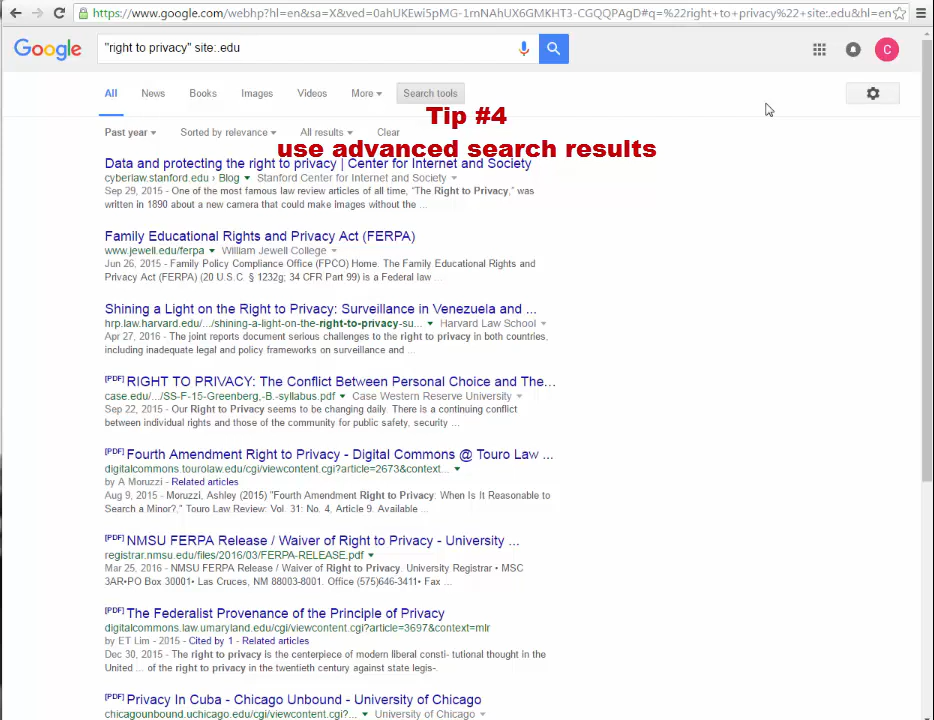 https://www.google.com/webhp?hl=en&sa=X&ved=0ahUKEwi5pMG-1rnNAhUX6GMKHT3-CGQQPAgD#q=%22right+to+privacy%22+site:.edu&hl=en
Google
"right to privacy" site:.edu
C
All News Books Images Videos More Search tools
Tip #4
Past year Sorted by relevance All results Clear
use advanced search results
Data and protecting the right to privacy | Center for Internet and Society
cyberlaw.stanford.edu › Blog Stanford Center for Internet and Society
Sep 29, 2015 - One of the most famous law review articles of all time, "The Right to Privacy," was
written in 1890 about a new camera that could make images without the ...
Family Educational Rights and Privacy Act (FERPA)
www.jewell.edu/ferpa William Jewell College
Jun 26, 2015 - Family Policy Compliance Office (FPCO) Home. The Family Educational Rights and
Privacy Act (FERPA) (20 U.S.C. § 1232g; 34 CFR Part 99) is a Federal law ...
Shining a Light on the Right to Privacy: Surveillance in Venezuela and ...
hrp.law.harvard.edu/.../shining-a-light-on-the-right-to-privacy-su... Harvard Law School
Apr 27, 2016 - The joint reports document serious challenges to the right to privacy in both countries,
including inadequate legal and policy frameworks on surveillance and ...
[PDF] RIGHT TO PRIVACY: The Conflict Between Personal Choice and The...
case.edu/.../SS-F-15-Greenberg,-B.-syllabus.pdf Case Western Reserve University
Sep 22, 2015 - Our Right to Privacy seems to be changing daily. There is a continuing conflict
between individual rights and those of the community for public safety, security ...
[PDF] Fourth Amendment Right to Privacy - Digital Commons @ Touro Law ...
digitalcommons.tourolaw.edu/cgi/viewcontent.cgi?article=2673&context...
by A Moruzzi - Related articles
Aug 9, 2015 - Moruzzi, Ashley (2015) "Fourth Amendment Right to Privacy: When Is It Reasonable to
Search a Minor?," Touro Law Review: Vol. 31: No. 4, Article 9. Available ...
[PDF] NMSU FERPA Release / Waiver of Right to Privacy - University ...
registrar.nmsu.edu/files/2016/03/FERPA-RELEASE.pdf
Mar 25, 2016 - NMSU FERPA Release / Waiver of Right to Privacy. University Registrar • MSC
3AR•PO Box 30001• Las Cruces, NM 88003-8001. Office (575)646-3411• Fax ...
[PDF] The Federalist Provenance of the Principle of Privacy
digitalcommons.law.umaryland.edu/cgi/viewcontent.cgi?article=3697&context=mlr
by ET Lim - 2015 - Cited by 1 - Related articles
Dec 30, 2015 - The right to privacy is the centerpiece of modern liberal consti- tutional thought in the
United ... of the right to privacy in the twentieth century against state legis-.
[PDF] Privacy In Cuba - Chicago Unbound - University of Chicago
chicagounbound.uchicago.edu/cgi/viewcontent.cgi?... University of Chicago